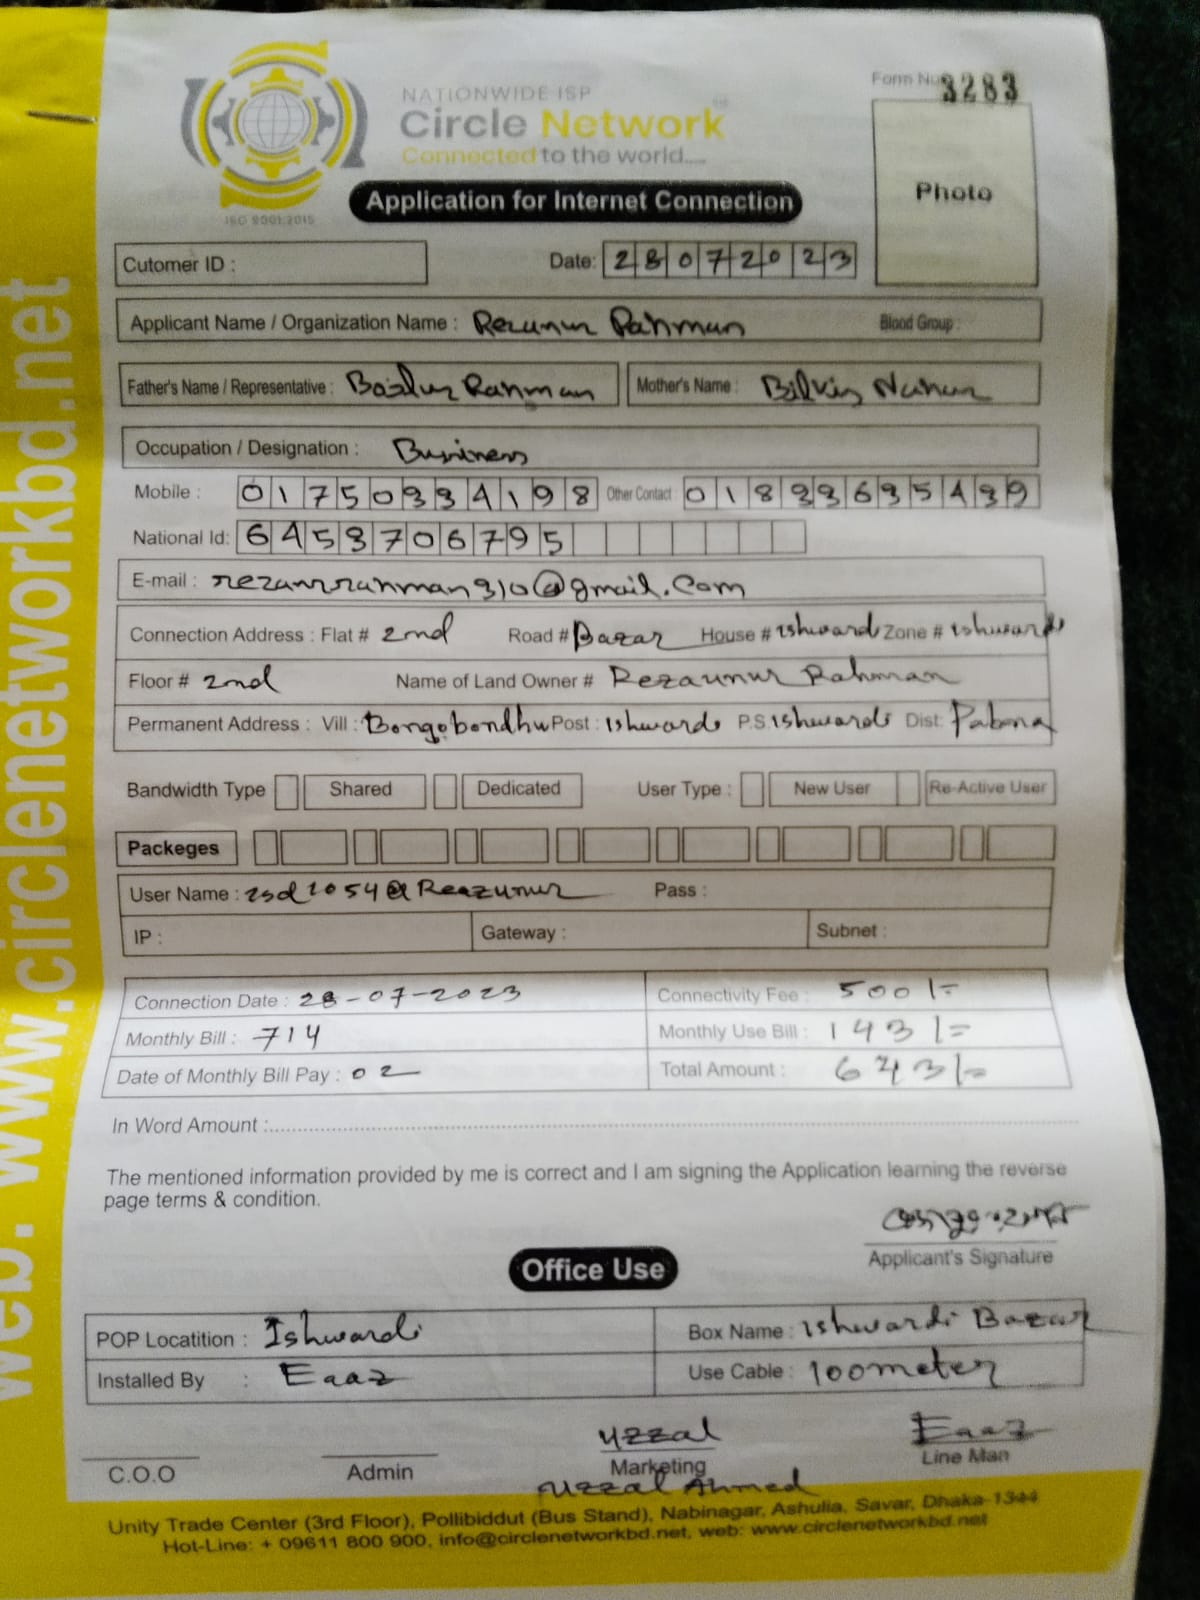 NATIONWIDE ISP
Circle Network
Connected to the world....
ISO 9001:2015
Form No 3283
Photo
Application for Internet Connection
Cutomer ID :
Date: 28072023
Applicant Name / Organization Name : Rezunur Rahman Blood Group :
Father's Name / Representative : Bazlur Rahman Mother's Name : Bilkis Nahar
Occupation / Designation : Business
Mobile : 01750334198 Other Contact : 01833635439
National Id: 6458706795
E-mail : rezanurrahman310@gmail.com
Connection Address : Flat # 2nd Road # Bazar House # Ishwardi Zone # Ishwardi
Floor # 2nd Name of Land Owner # Rezaunur Rahman
Permanent Address : Vill : Bongobondhu Post : Ishwardi P.S Ishwardi Dist: Pabna
Bandwidth Type Shared Dedicated User Type : New User Re-Active User
Packeges
User Name : isd1054@Reazunur Pass :
IP : Gateway : Subnet :
Connection Date : 28-07-2023 Connectivity Fee : 500/=
Monthly Bill : 714 Monthly Use Bill : 143/=
Date of Monthly Bill Pay : 02 Total Amount : 643/=
In Word Amount :
The mentioned information provided by me is correct and I am signing the Application learning the reverse
page terms & condition.
Applicant's Signature
Office Use
POP Locatition : Ishwardi Box Name : Ishwardi Bazar
Installed By : Eaaz Use Cable : 100meter
Uzzal Eaaz
C.O.O Admin Marketing Line Man
Uzzal Ahmed
Unity Trade Center (3rd Floor), Pollibiddut (Bus Stand), Nabinagar, Ashulia, Savar, Dhaka-1344
Hot-Line: + 09611 800 900, info@circlenetworkbd.net, web: www.circlenetworkbd.net
web: www.circlenetworkbd.net